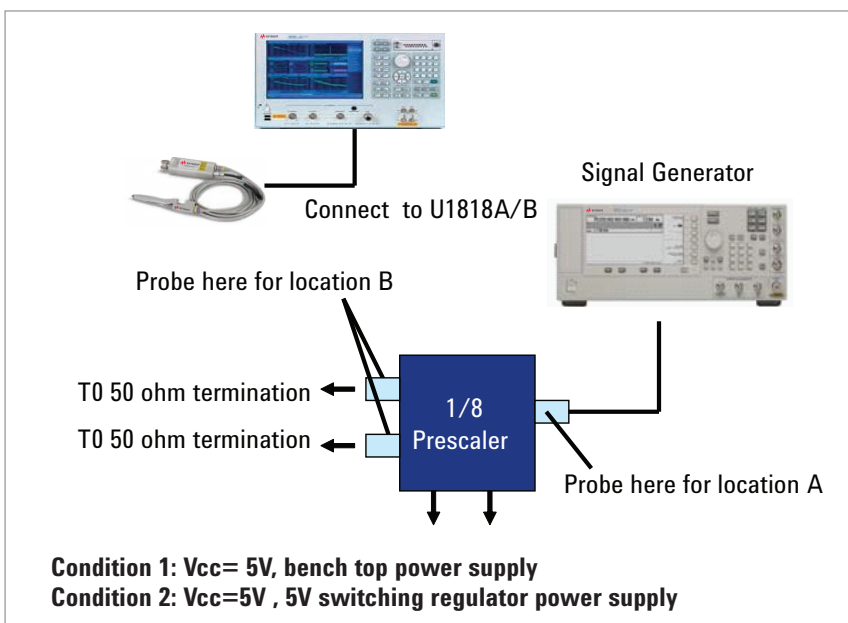 Signal Generator
Connect to U1818A/B
Probe here for location B
T0 50 ohm termination
T0 50 ohm termination
1/8
Prescaler
Probe here for location A
Condition 1: Vcc= 5V, bench top power supply
Condition 2: Vcc=5V , 5V switching regulator power supply